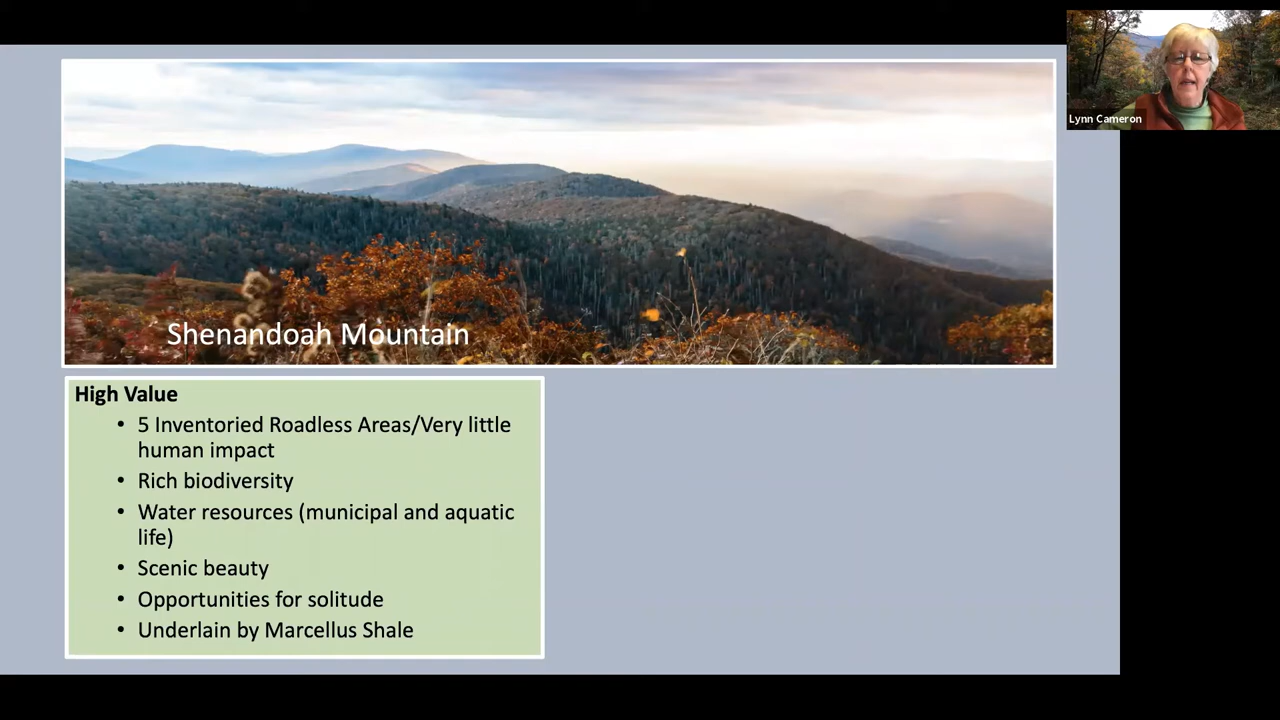 Lynn Cameron
Shenandoah Mountain
High Value
• 5 Inventoried Roadless Areas/Very little
human impact
• Rich biodiversity
• Water resources (municipal and aquatic
life)
• Scenic beauty
• Opportunities for solitude
• Underlain by Marcellus Shale